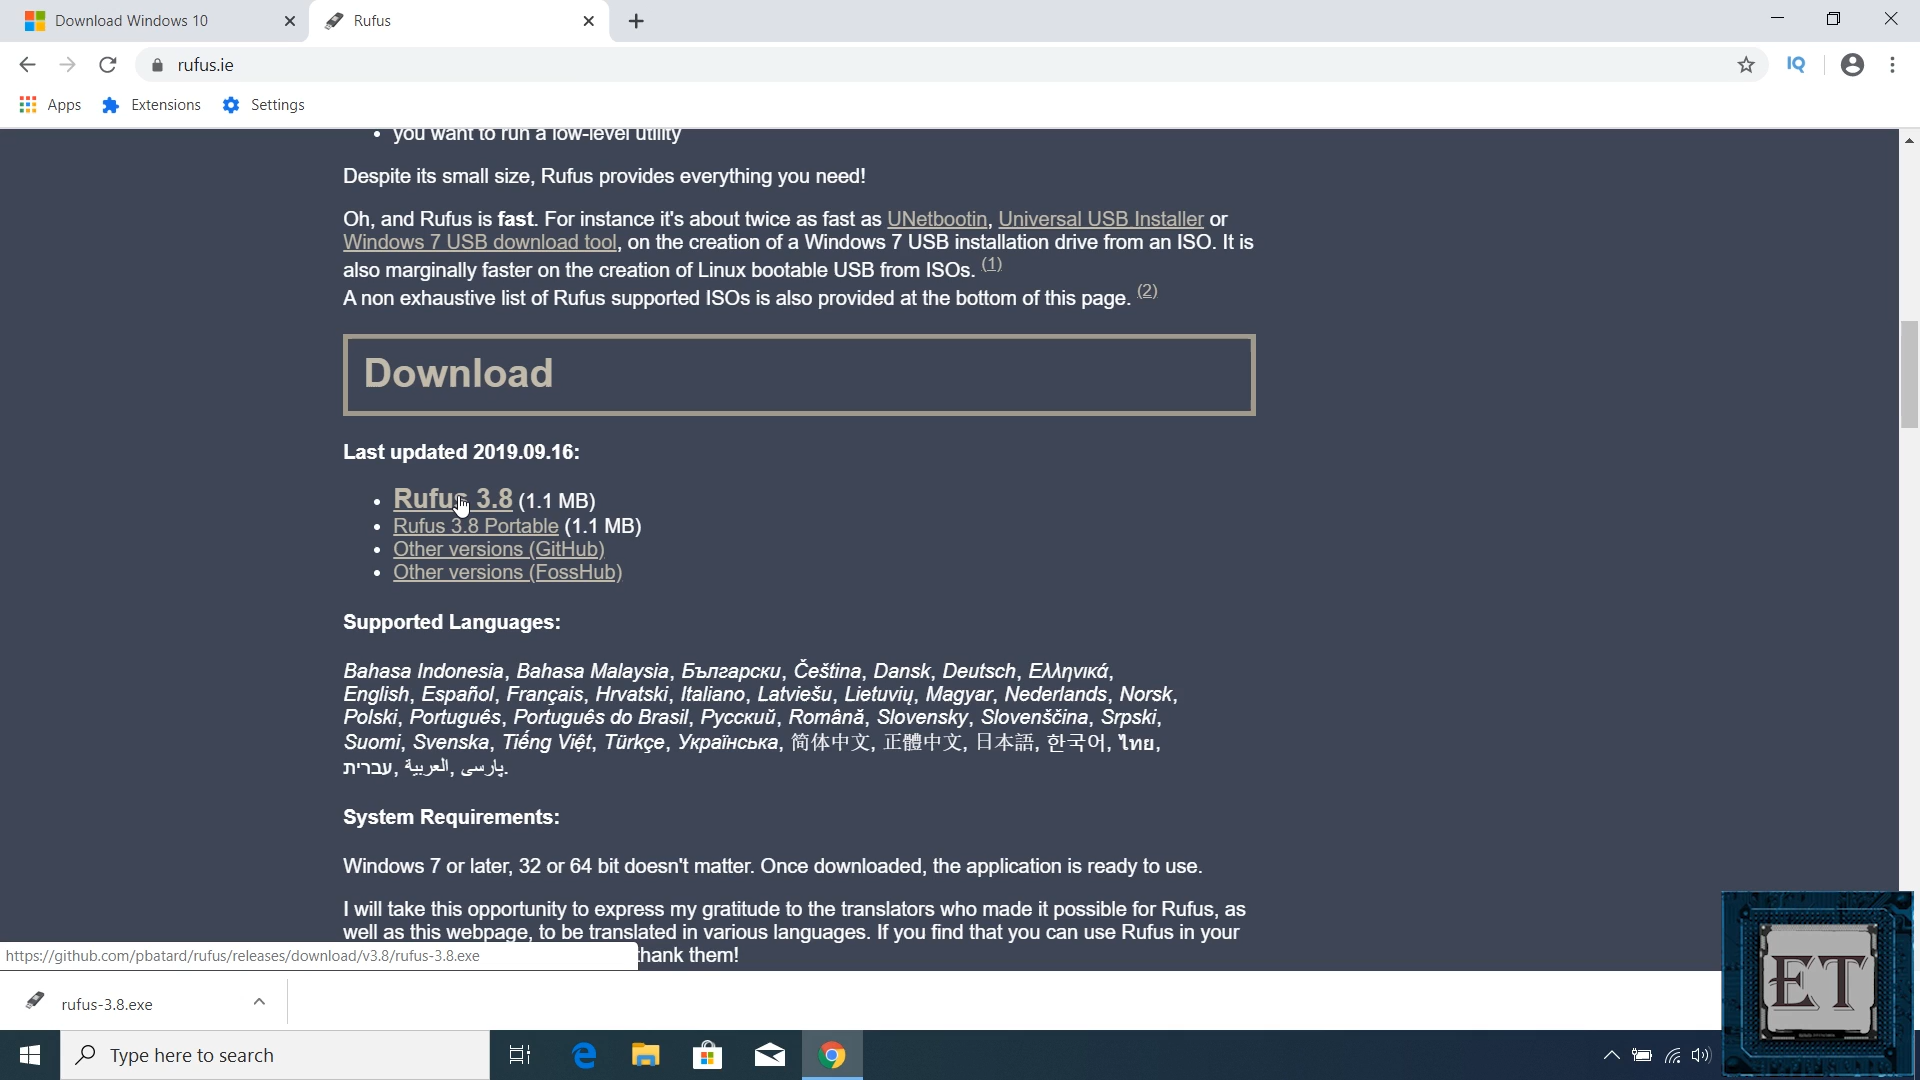 Download Windows 10
Rufus
rufus.ie
IQ
Apps
Extensions
Settings
you want to run a low-level utility
Despite its small size, Rufus provides everything you need!
Oh, and Rufus is fast. For instance it's about twice as fast as UNetbootin, Universal USB Installer or
Windows 7 USB download tool, on the creation of a Windows 7 USB installation drive from an ISO. It is
also marginally faster on the creation of Linux bootable USB from ISOs. (1)
A non exhaustive list of Rufus supported ISOs is also provided at the bottom of this page. (2)
Download
Last updated 2019.09.16:
Rufus 3.8 (1.1 MB)
Rufus 3.8 Portable (1.1 MB)
Other versions (GitHub)
Other versions (FossHub)
Supported Languages:
Bahasa Indonesia, Bahasa Malaysia, Български, Čeština, Dansk, Deutsch, Ελληνικά,
English, Español, Français, Hrvatski, Italiano, Latviešu, Lietuvių, Magyar, Nederlands, Norsk,
Polski, Português, Português do Brasil, Русский, Română, Slovensky, Slovenščina, Srpski,
Suomi, Svenska, Tiếng Việt, Türkçe, Українська, 简体中文, 正體中文, 日本語, 한국어, ไทย,
עברית, العربية, پارسی.
System Requirements:
Windows 7 or later, 32 or 64 bit doesn't matter. Once downloaded, the application is ready to use.
I will take this opportunity to express my gratitude to the translators who made it possible for Rufus, as
well as this webpage, to be translated in various languages. If you find that you can use Rufus in your
thank them!
https://github.com/pbatard/rufus/releases/download/v3.8/rufus-3.8.exe
rufus-3.8.exe
Type here to search
ET